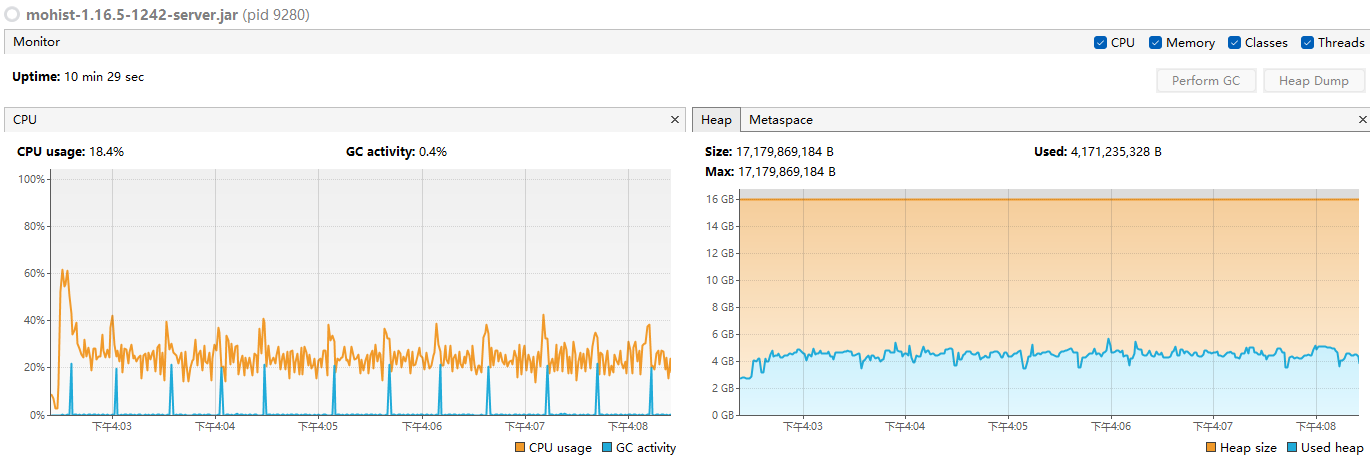 mohist-1.16.5-1242-server.jar (pid 9280)
Monitor
CPU Memory Classes Threads
Uptime: 10 min 29 sec
Perform GC Heap Dump
CPU
CPU usage: 18.4% GC activity: 0.4%
100%
80%
60%
40%
20%
0%
下午4:03 下午4:04 下午4:05 下午4:06 下午4:07 下午4:08
CPU usage GC activity
Heap Metaspace
Size: 17,179,869,184 B Used: 4,171,235,328 B
Max: 17,179,869,184 B
16 GB
14 GB
12 GB
10 GB
8 GB
6 GB
4 GB
2 GB
0 GB
下午4:03 下午4:04 下午4:05 下午4:06 下午4:07 下午4:08
Heap size Used heap